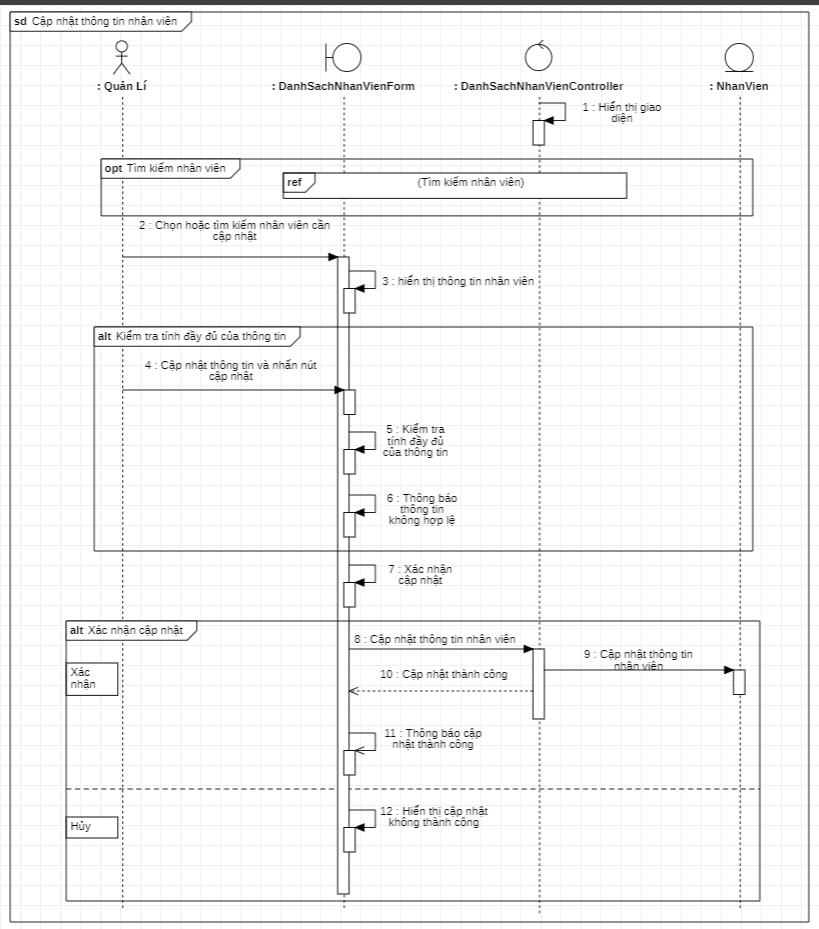 sd Cập nhật thông tin nhân viên
: Quản Lí
: DanhSachNhanVienForm
: DanhSachNhanVienController
: NhanVien
1 : Hiển thị giao
diện
opt Tìm kiếm nhân viên
ref
(Tìm kiếm nhân viên)
2 : Chọn hoặc tìm kiếm nhân viên cần
cập nhật
3 : hiển thị thông tin nhân viên
alt Kiểm tra tính đầy đủ của thông tin
4 : Cập nhật thông tin và nhấn nút
cập nhật
5 : Kiểm tra
tính đầy đủ
của thông tin
6 : Thông báo
thông tin
không hợp lệ
7 : Xác nhận
cập nhật
alt Xác nhận cập nhật
8 : Cập nhật thông tin nhân viên
9 : Cập nhật thông tin
nhân viên
Xác
nhận
10 : Cập nhật thành công
11 : Thông báo cập
nhật thành công
12 : Hiển thị cập nhật
không thành công
Hủy